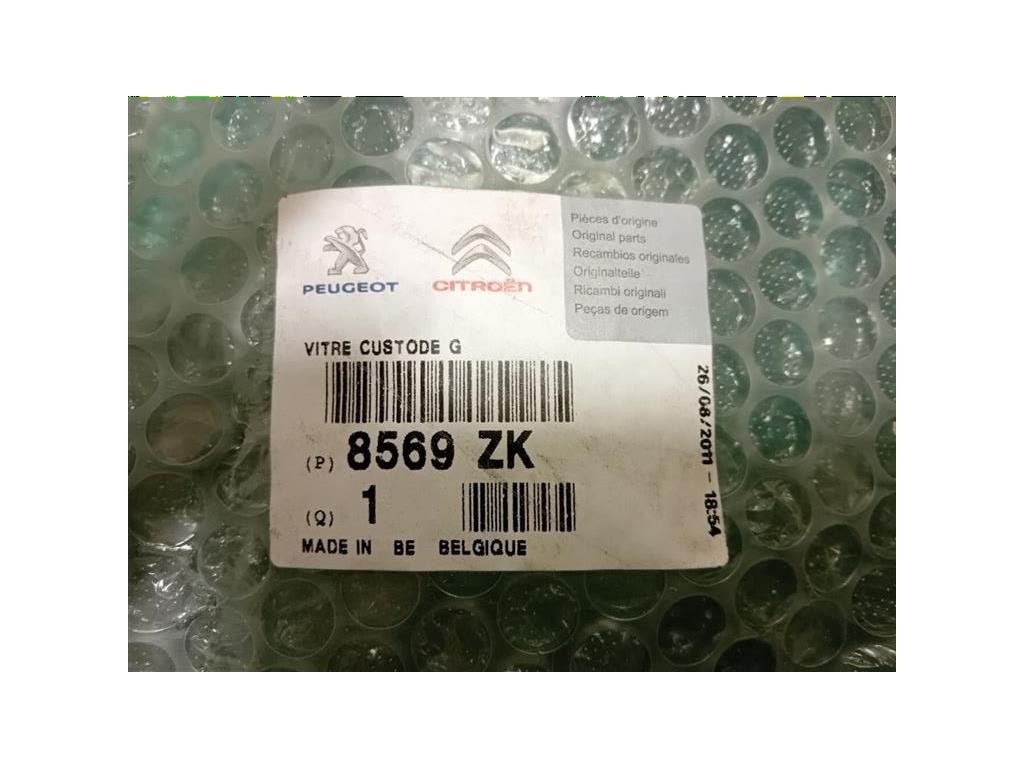 PEUGEOT CITROËN
Pièces d'origine
Original parts
Recambios originales
Originalteile
Ricambi originali
Peças de origem
VITRE CUSTODE G
(P) 8569 ZK
(Q) 1
MADE IN BE BELGIQUE
26/08/2011 - 18:54